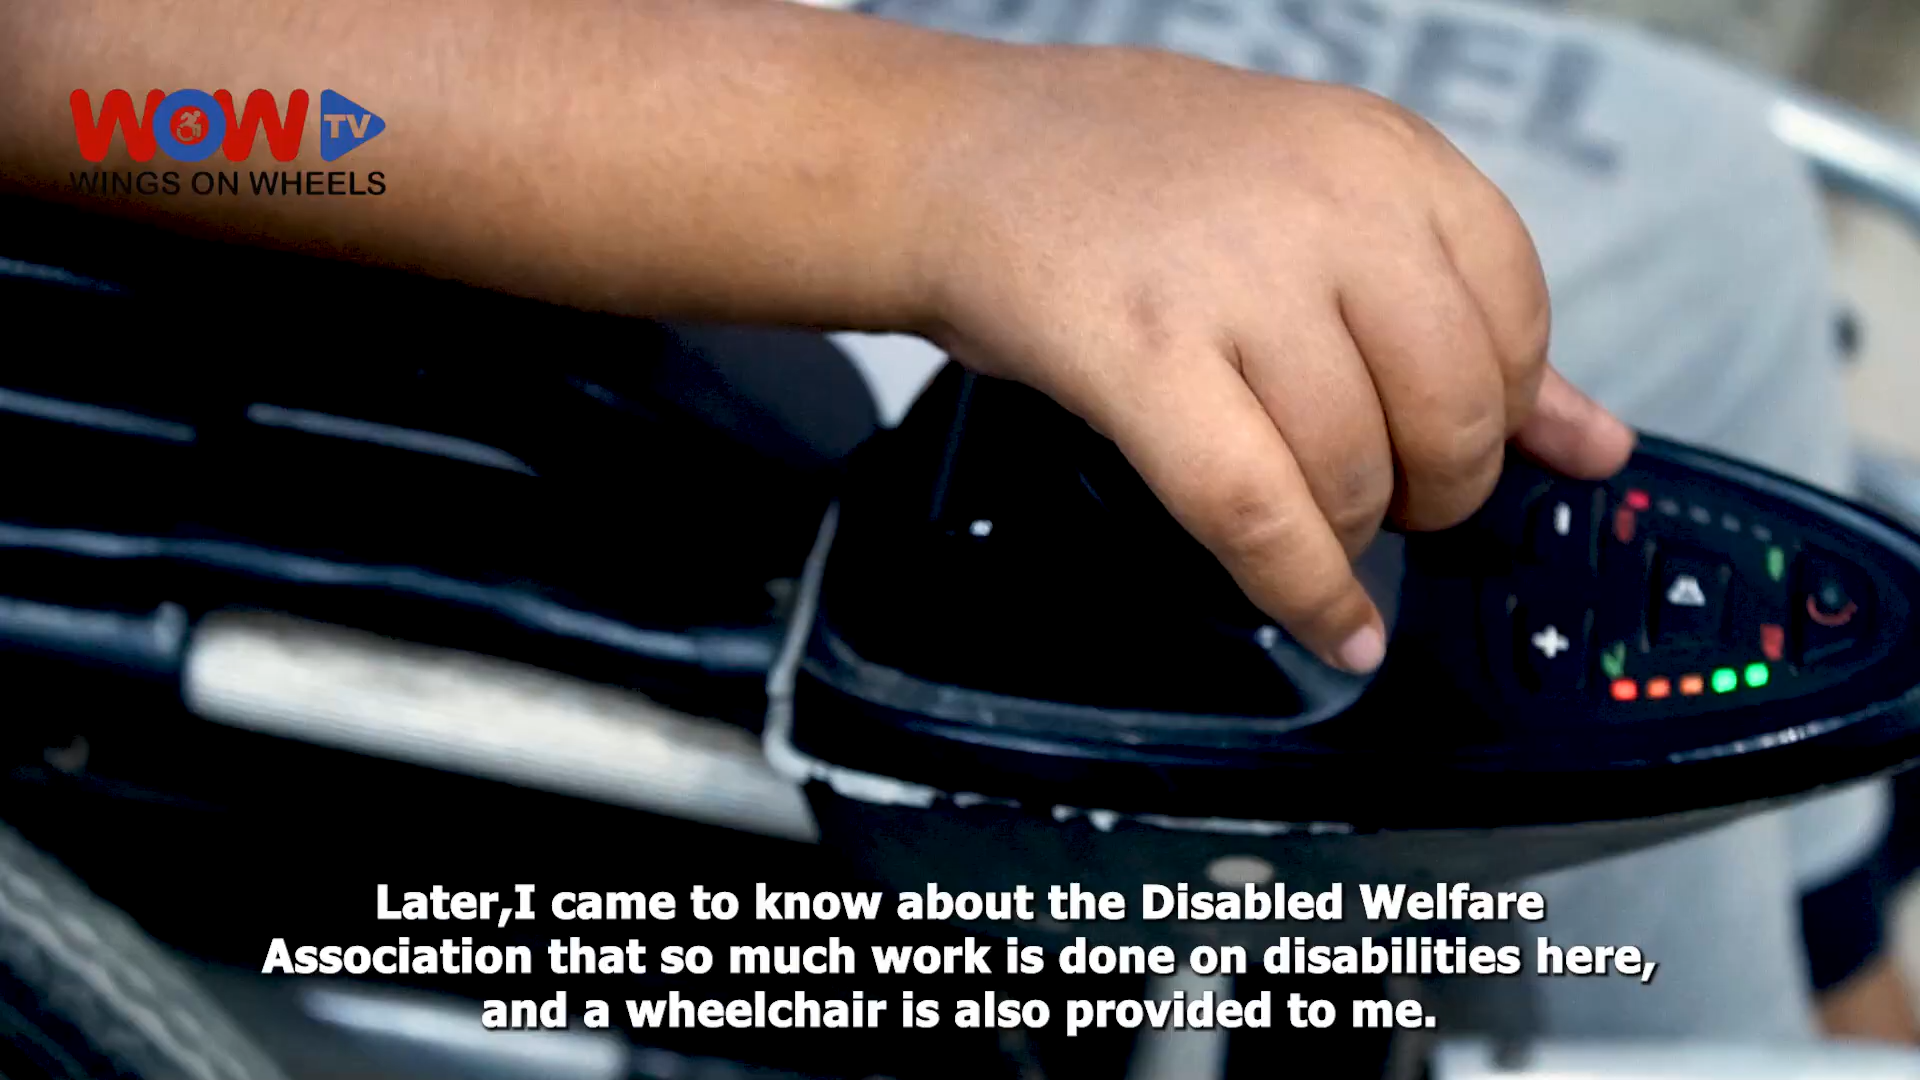 DIESEL
WOW TV
WINGS ON WHEELS
Later,I came to know about the Disabled Welfare
Association that so much work is done on disabilities here,
and a wheelchair is also provided to me.